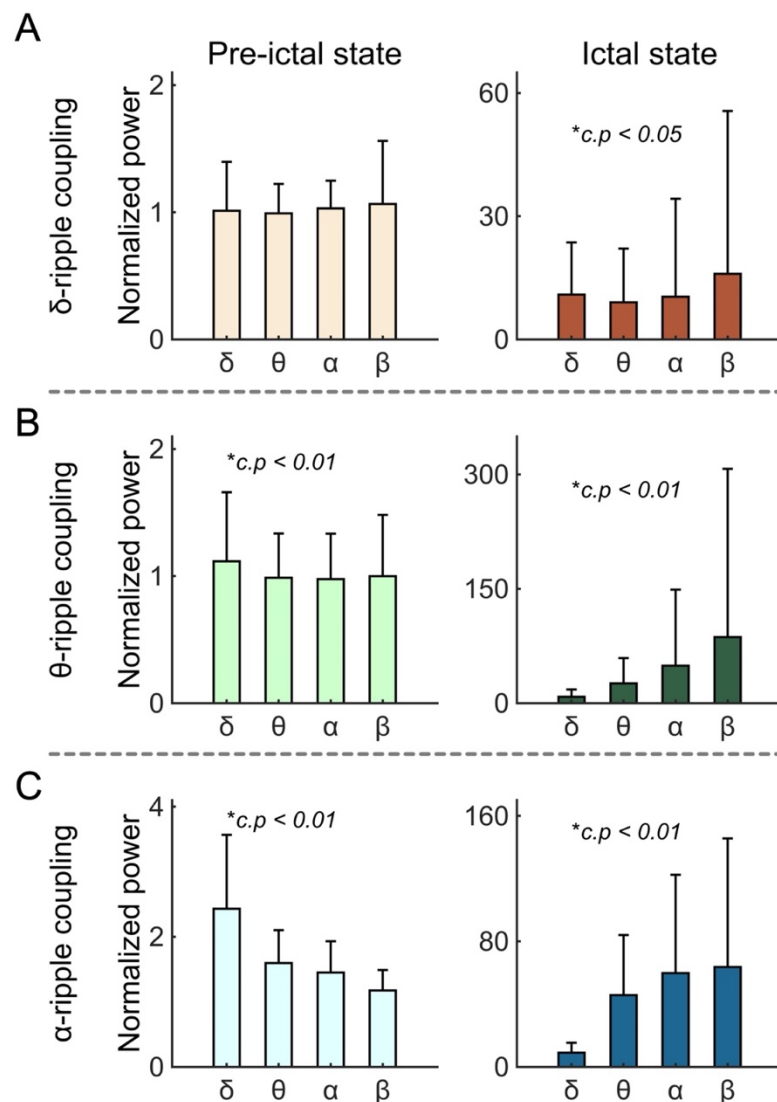 A
Pre-ictal state
Ictal state
δ-ripple coupling
Normalized power
2
1
0
δ θ α β
60
30
0
*c.p < 0.05
δ θ α β
B
θ-ripple coupling
Normalized power
2
1
0
*c.p < 0.01
δ θ α β
300
150
0
*c.p < 0.01
δ θ α β
C
α-ripple coupling
Normalized power
4
2
0
*c.p < 0.01
δ θ α β
160
80
0
*c.p < 0.01
δ θ α β